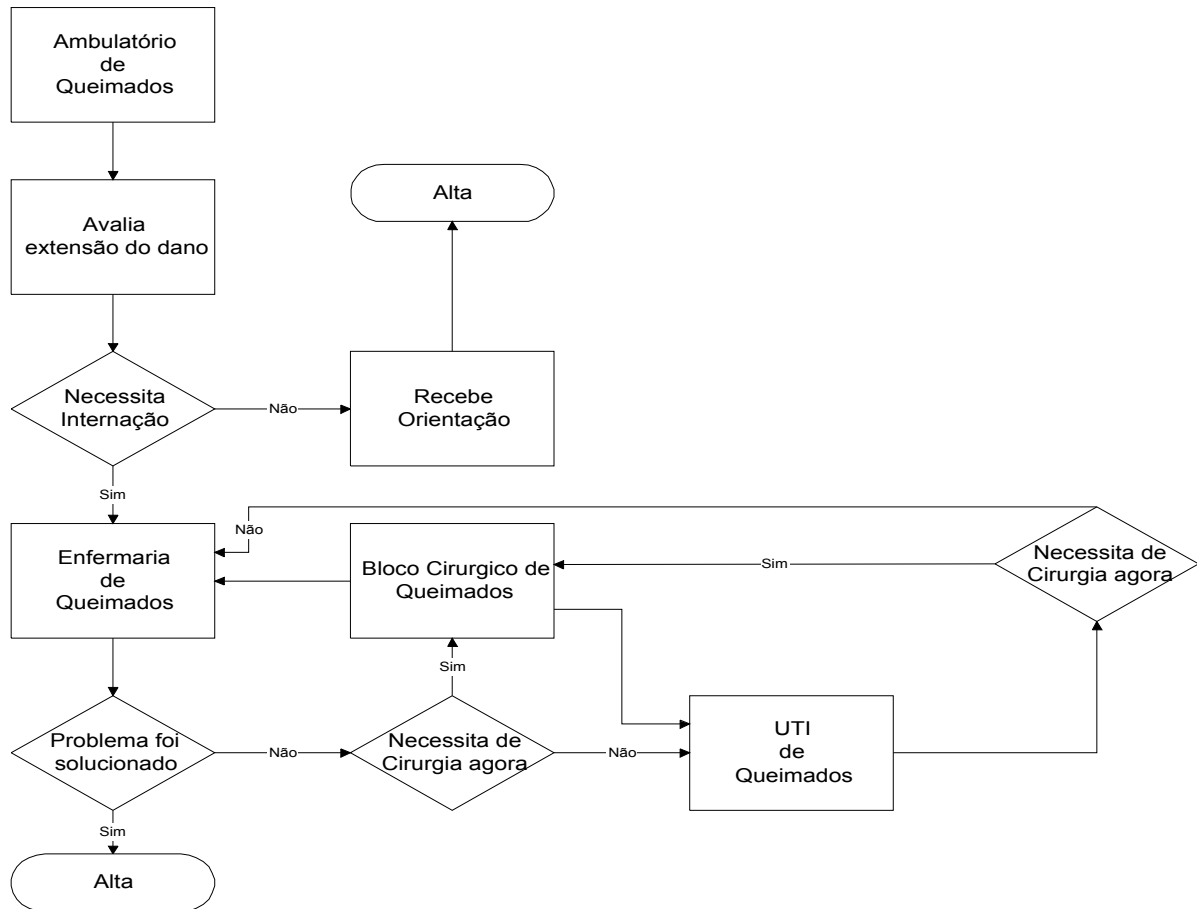 Ambulatório
de
Queimados
Avalia
extensão do dano
Alta
Necessita
Internação
Não
Recebe
Orientação
Sim
Enfermaria
de
Queimados
Não
Bloco Cirurgico de
Queimados
Sim
Necessita de
Cirurgia agora
Sim
Problema foi
solucionado
Não
Necessita de
Cirurgia agora
Não
UTI
de
Queimados
Sim
Alta